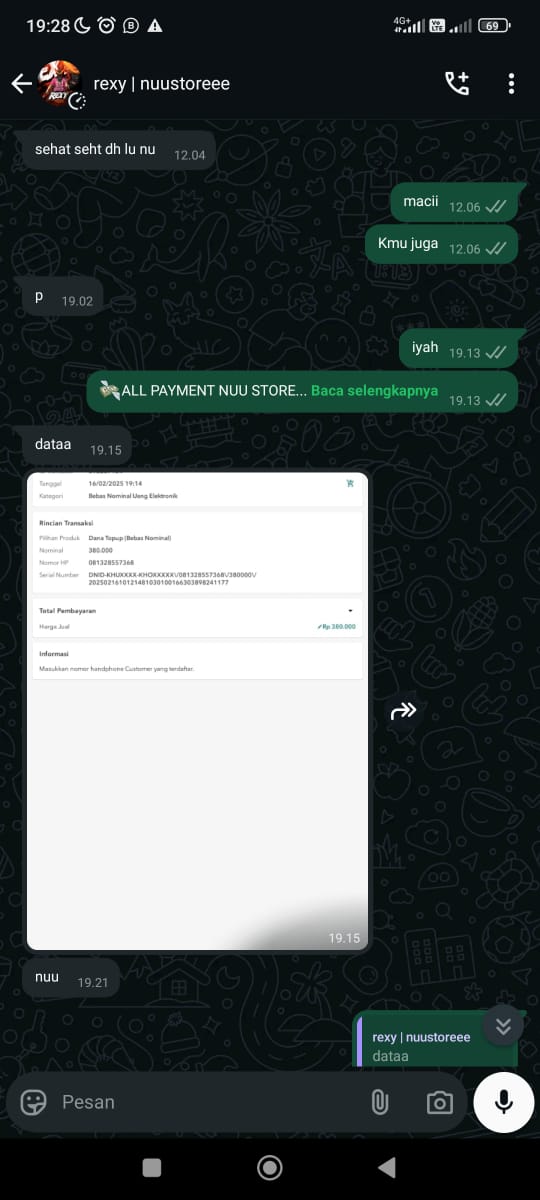 19:28
4G+
Vo
LTE
69
rexy | nuustoreee
sehat seht dh lu nu 12.04
macii 12.06
Kmu juga 12.06
p 19.02
iyah 19.13
💸ALL PAYMENT NUU STORE... Baca selengkapnya
19.13
dataa 19.15
Tanggal 16/02/2025 19:14
Kategori Bebas Nominal Uang Elektronik
Rincian Transaksi
Pilihan Produk Dana Topup (Bebas Nominal)
Nominal 380.000
Nomor HP 081328557368
Serial Number DNID-KHUXXXX-KHOXXXXX\/081328557368\/380000\/
2025021610121481030100166303898241177
Total Pembayaran
Harga Jual Rp.380.000
Informasi
Masukkan nomor handphone Customer yang terdaftar.
19.15
nuu 19.21
rexy | nuustoreee
dataa
Pesan